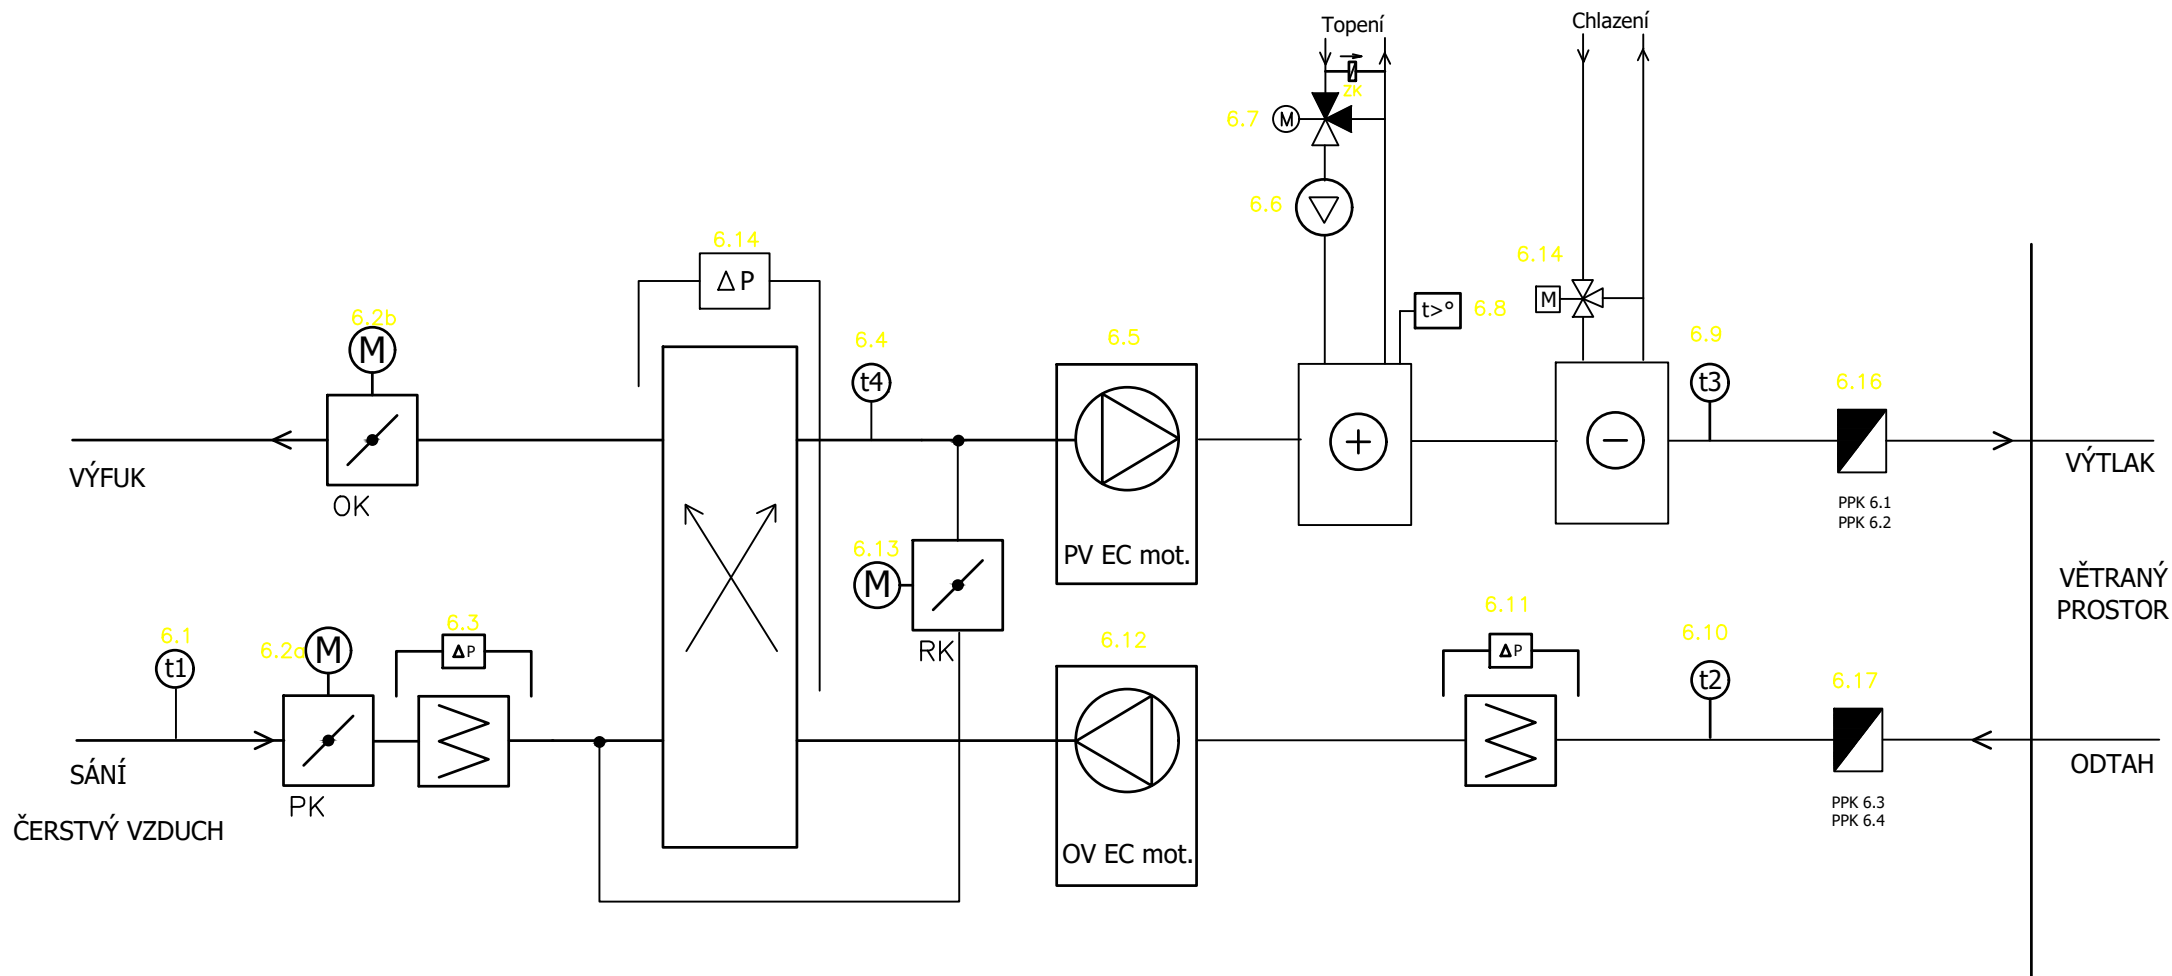 Topení
Chlazení
ZK
6.7
M
6.6
6.14
ΔP
6.14
M
t>°
6.8
6.2b
M
6.4
t4
6.5
6.9
t3
6.16
VÝFUK
OK
VÝTLAK
PPK 6.1
PPK 6.2
6.13
M
PV EC mot.
VĚTRANÝ
PROSTOR
6.1
t1
6.2a
M
6.3
ΔP
RK
6.12
6.11
ΔP
6.10
t2
6.17
SÁNÍ
PK
ODTAH
ČERSTVÝ VZDUCH
OV EC mot.
PPK 6.3
PPK 6.4